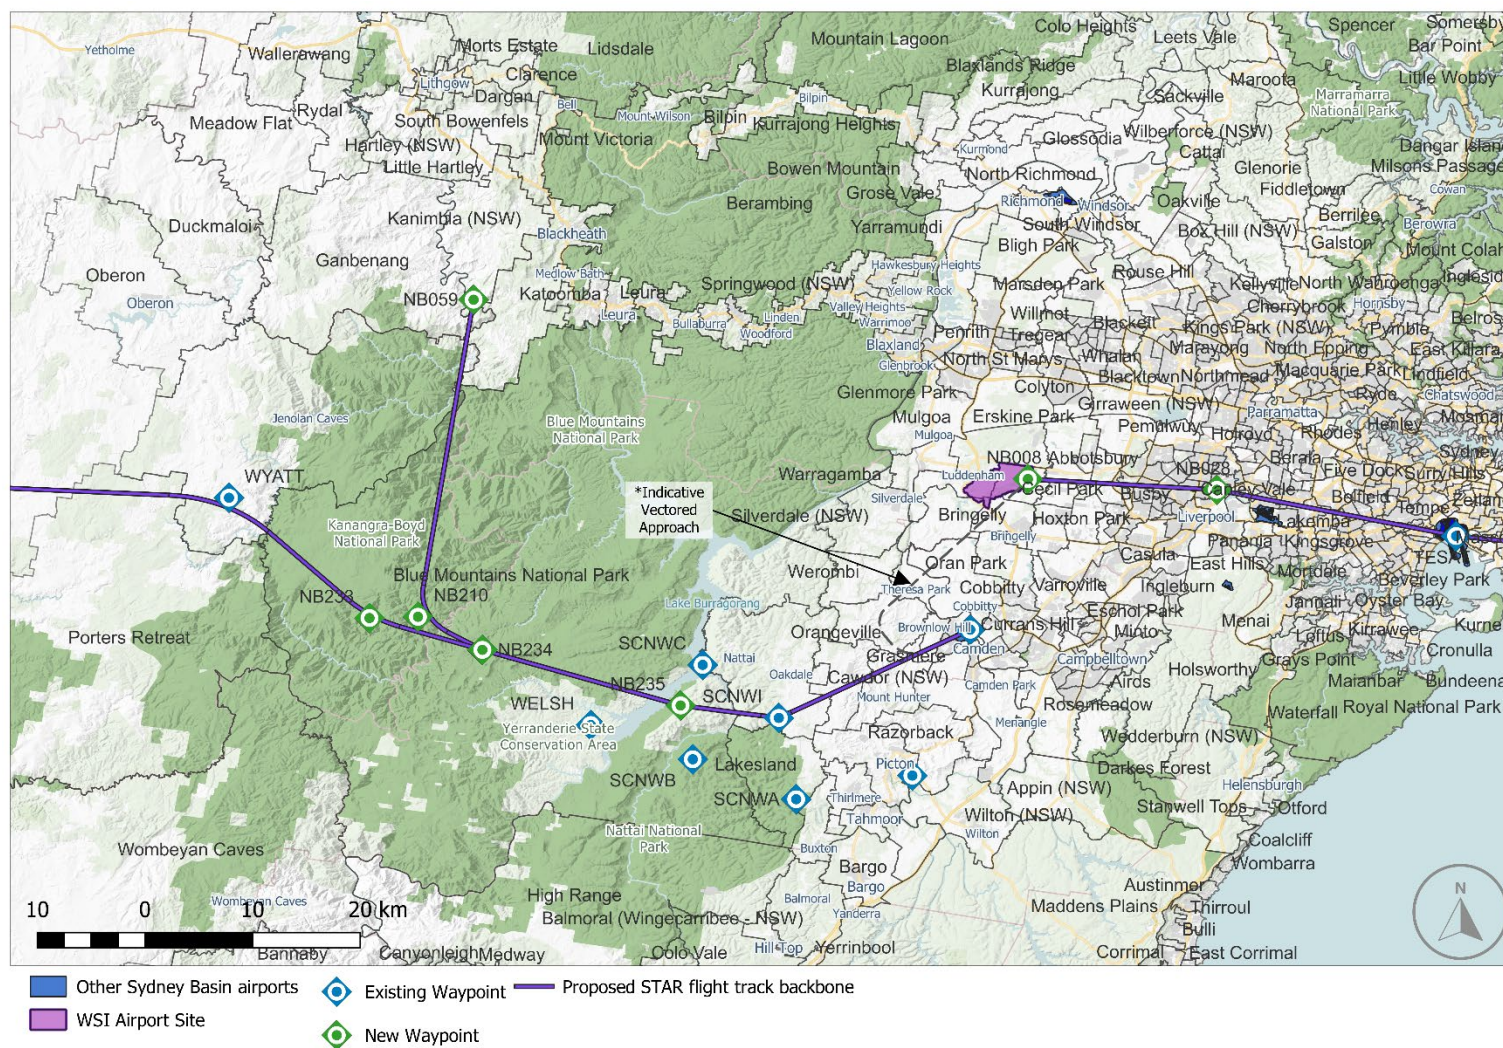 Yetholme
Wallerawang
Morts Estate
Lidsdale
Mountain Lagoon
Colo Heights
Leets Vale
Spencer
Somersby
Bar Point
Lithgow
Clarence
Dargan
Blaxlands Ridge
Kurrajong
Maroota
Little Wobby
Marramarra
National Park
Sackville
Rydal
Meadow Flat
South Bowenfels
Bell
Mount Wilson
Bilpin
Bilpin
Kurrajong Heights
Hartley (NSW)
Mount Victoria
Little Hartley
Kurmond
Glossodia
Wilberforce (NSW)
Cattai
Dangar Island
Milsons Passage
Glenorie
Fiddletown
Cowan
Bowen Mountain
Grose Vale
North Richmond
Richmond
Windsor
South Windsor
Oakville
Berrilee
Berowra
Duckmaloi
Kanimbla (NSW)
Berambing
Yarramundi
Bligh Park
Box Hill (NSW)
Galston
Mount Colah
Blackheath
Ganbenang
Medlow Bath
Hawkesbury Heights
Rouse Hill
Oberon
Oberon
NB059
Katoomba
Leura
Leura
Springwood (NSW)
Yellow Rock
Marsden Park
Kellyville
North Wahroonga
Hornsby
Bullaburra
Linden
Woodford
Valley Heights
Warrimoo
Willmot
Tregear
Blackett
Cherrybrook
Kings Park (NSW)
Pymble
Penrith
Blaxland
Glenbrook
North St Marys
Whalan
Marayong
North Epping
East Killara
Glenmore Park
Colyton
Blacktown
Northmead
Macquarie Park
Lindfield
Ryde
Chatswood
Jenolan Caves
Blue Mountains
National Park
Mulgoa
Mulgoa
Erskine Park
Girraween (NSW)
Pemulwuy
Parramatta
Holroyd
Rhodes
Henley
Mosman
WYATT
Warragamba
Luddenham
NB008
Abbotsbury
NB028
Berala
Five Dock
Surry Hills
Sydney
*Indicative
Vectored
Approach
Silverdale
Silverdale (NSW)
Cecil Park
Busby
Canley Vale
Belfield
Tempe
Kanangra-Boyd
National Park
Bringelly
Bringelly
Hoxton Park
Liverpool
Lakemba
Panania
Kingsgrove
TESAT
Casula
East Hills
Mortdale
Beverley Park
Werombi
Oran Park
Theresa Park
Cobbitty
Cobbitty
Varroville
Ingleburn
Jannali
Oyster Bay
Blue Mountains National Park
NB233
NB210
Lake Burragorang
Eschol Park
Minto
Menai
Loftus
Kirrawee
Porters Retreat
Orangeville
Brownlow Hill
Currans Hill
Camden
Campbelltown
Grays Point
Cronulla
NB234
SCNWC
Nattai
Oakdale
Grasmere
Cawdor (NSW)
Camden Park
Airds
Holsworthy
Maianbar
Bundeena
NB235
SCNWI
WELSH
Mount Hunter
Rosemeadow
Waterfall
Royal National Park
Yerranderie State
Conservation Area
Menangle
Razorback
Wedderburn (NSW)
SCNWB
Lakesland
Picton
Darkes Forest
Helensburgh
SCNWA
Thirlmere
Tahmoor
Appin (NSW)
Wilton (NSW)
Wilton
Stanwell Tops
Otford
Nattai National
Park
Buxton
Coalcliff
Wombarra
Wombeyan Caves
Wombeyan Caves
Bargo
Bargo
Austinmer
High Range
Balmoral
Yanderra
Maddens Plains
Thirroul
Balmoral (Wingecarribee - NSW)
Bulli
Bannaby
Canyonleigh
Medway
Colo Vale
Hill Top
Yerrinbool
Corrimal
East Corrimal
10 0 10 20 km
N
Other Sydney Basin airports
WSI Airport Site
Existing Waypoint
New Waypoint
Proposed STAR flight track backbone